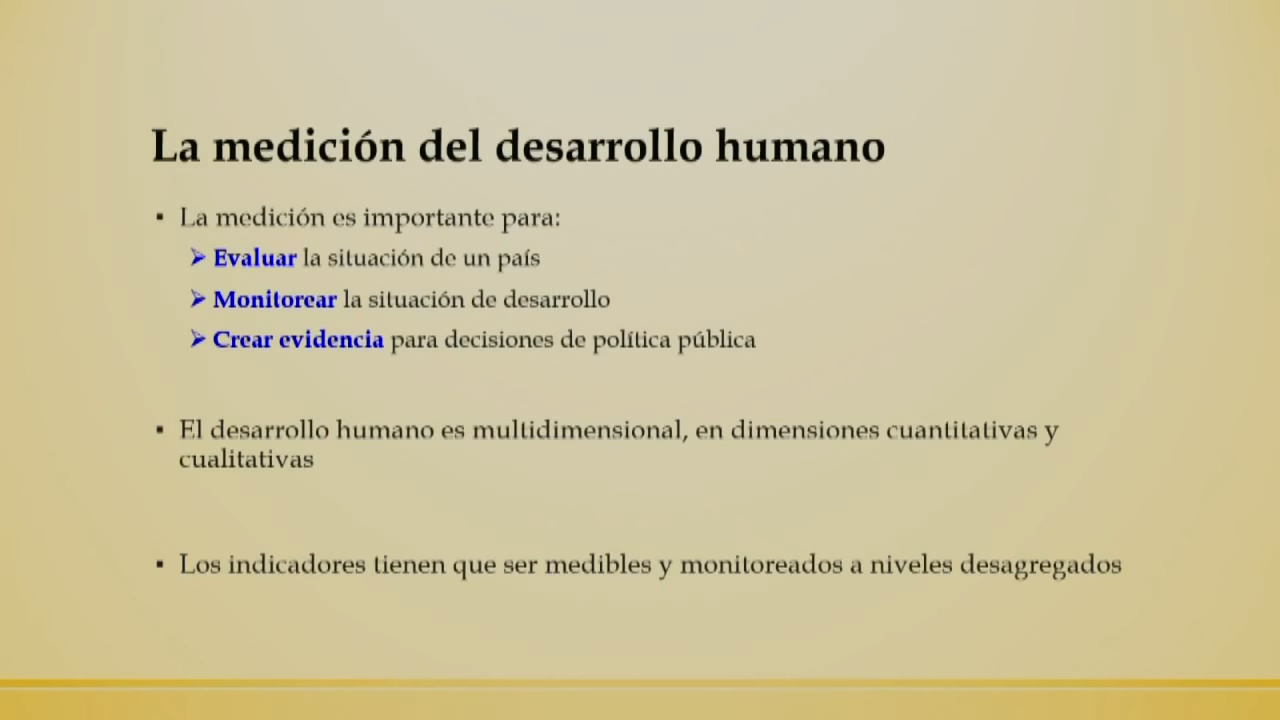 La medición del desarrollo humano
▪ La medición es importante para:
➢ Evaluar la situación de un país
➢ Monitorear la situación de desarrollo
➢ Crear evidencia para decisiones de política pública
▪ El desarrollo humano es multidimensional, en dimensiones cuantitativas y
cualitativas
▪ Los indicadores tienen que ser medibles y monitoreados a niveles desagregados